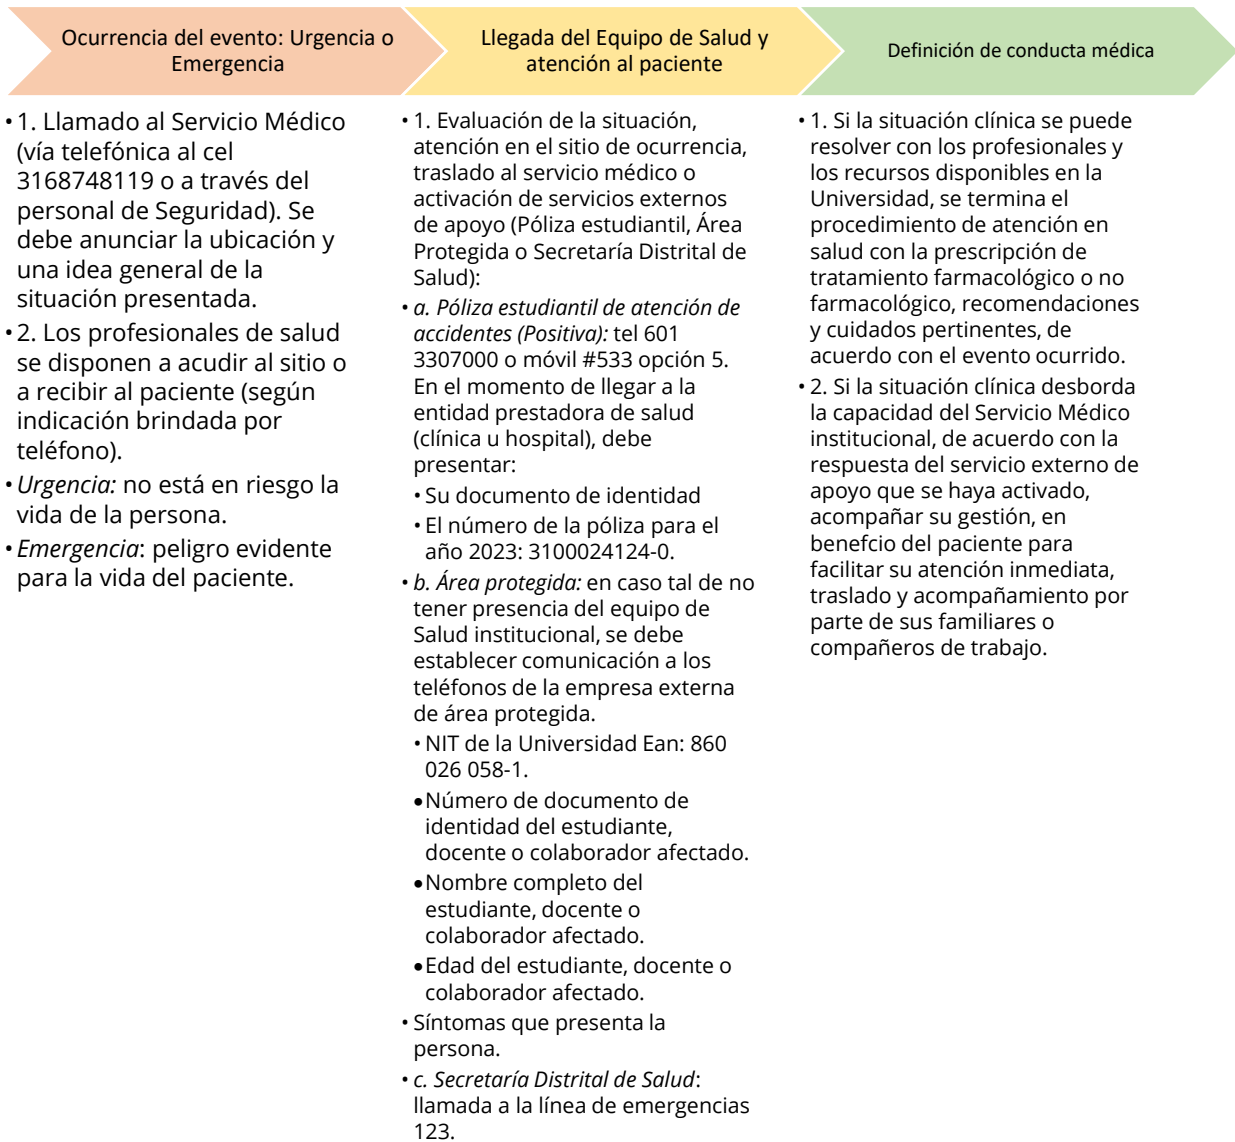 Ocurrencia del evento: Urgencia o
Emergencia
Llegada del Equipo de Salud y
atención al paciente
Definición de conducta médica
• 1. Llamado al Servicio Médico
(vía telefónica al cel
3168748119 o a través del
personal de Seguridad). Se
debe anunciar la ubicación y
una idea general de la
situación presentada.
• 2. Los profesionales de salud
se disponen a acudir al sitio o
a recibir al paciente (según
indicación brindada por
teléfono).
• Urgencia: no está en riesgo la
vida de la persona.
• Emergencia: peligro evidente
para la vida del paciente.
• 1. Evaluación de la situación,
atención en el sitio de ocurrencia,
traslado al servicio médico o
activación de servicios externos
de apoyo (Póliza estudiantil, Área
Protegida o Secretaría Distrital de
Salud):
• a. Póliza estudiantil de atención de
accidentes (Positiva): tel 601
3307000 o móvil #533 opción 5.
En el momento de llegar a la
entidad prestadora de salud
(clínica u hospital), debe
presentar:
• Su documento de identidad
• El número de la póliza para el
año 2023: 3100024124-0.
• b. Área protegida: en caso tal de no
tener presencia del equipo de
Salud institucional, se debe
establecer comunicación a los
teléfonos de la empresa externa
de área protegida.
• NIT de la Universidad Ean: 860
026 058-1.
• Número de documento de
identidad del estudiante,
docente o colaborador afectado.
• Nombre completo del
estudiante, docente o
colaborador afectado.
• Edad del estudiante, docente o
colaborador afectado.
• Síntomas que presenta la
persona.
• c. Secretaría Distrital de Salud:
llamada a la línea de emergencias
123.
• 1. Si la situación clínica se puede
resolver con los profesionales y
los recursos disponibles en la
Universidad, se termina el
procedimiento de atención en
salud con la prescripción de
tratamiento farmacológico o no
farmacológico, recomendaciones
y cuidados pertinentes, de
acuerdo con el evento ocurrido.
• 2. Si la situación clínica desborda
la capacidad del Servicio Médico
institucional, de acuerdo con la
respuesta del servicio externo de
apoyo que se haya activado,
acompañar su gestión, en
benefcio del paciente para
facilitar su atención inmediata,
traslado y acompañamiento por
parte de sus familiares o
compañeros de trabajo.